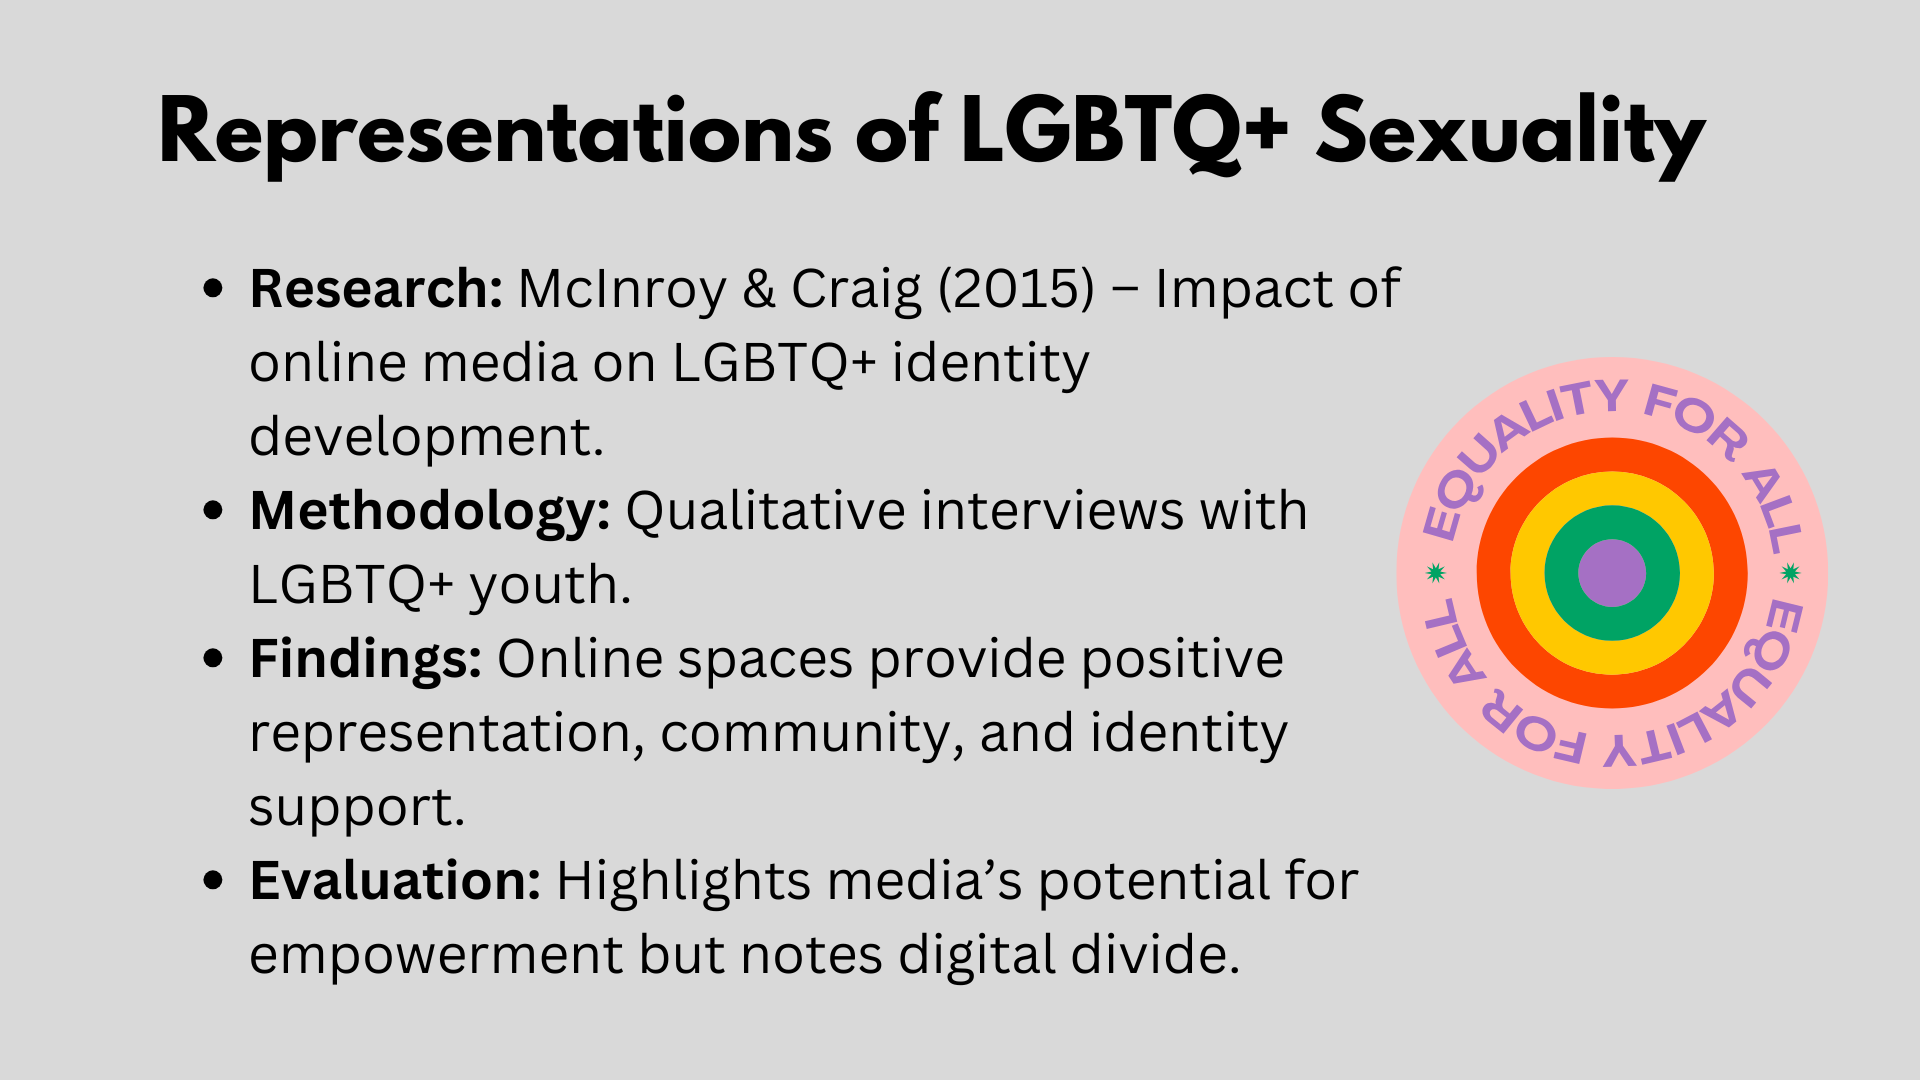 Representations of LGBTQ+ Sexuality
• Research: McInroy & Craig (2015) – Impact of
online media on LGBTQ+ identity
development.
• Methodology: Qualitative interviews with
LGBTQ+ youth.
• Findings: Online spaces provide positive
representation, community, and identity
support.
• Evaluation: Highlights media’s potential for
empowerment but notes digital divide.
EQUALITY FOR ALL
EQUALITY FOR ALL